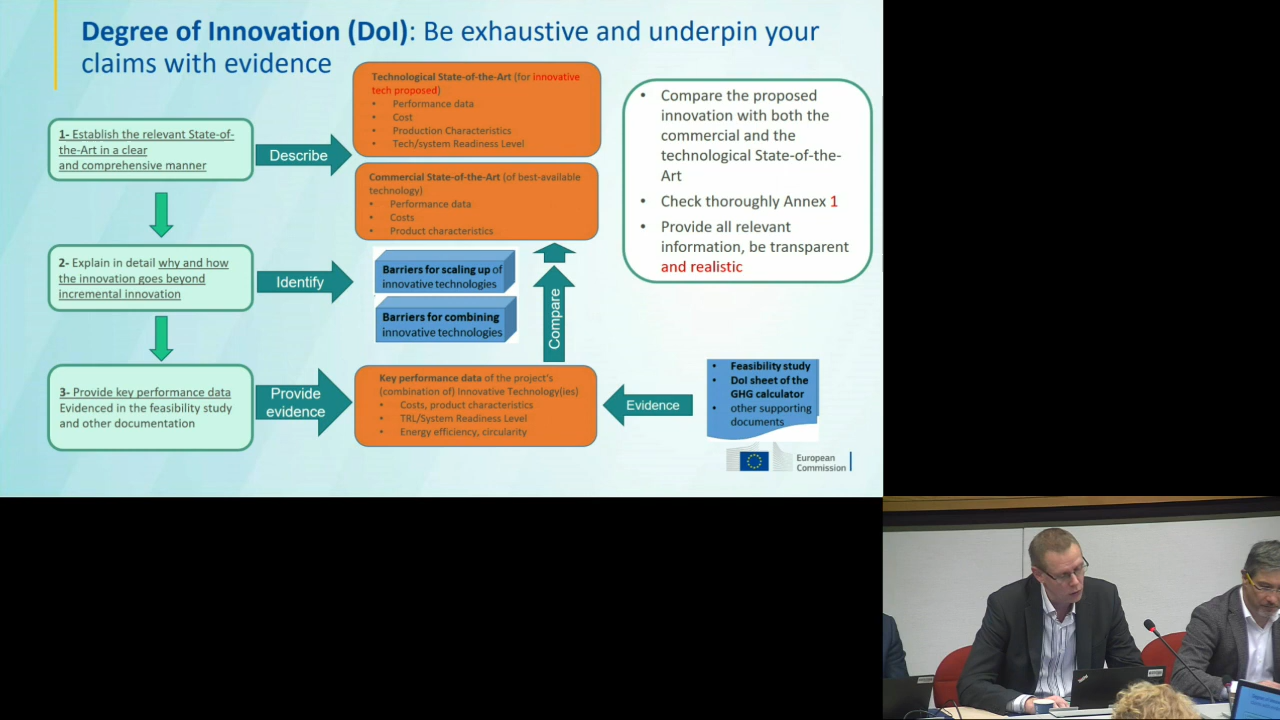 Degree of Innovation (DoI): Be exhaustive and underpin your
claims with evidence
1- Establish the relevant State-of-
the-Art in a clear
and comprehensive manner
Describe
Technological State-of-the-Art (for innovative
tech proposed)
• Performance data
• Cost
• Production Characteristics
• Tech/system Readiness Level
Commercial State-of-the-Art (of best-available
technology)
• Performance data
• Costs
• Product characteristics
• Compare the proposed
innovation with both the
commercial and the
technological State-of-the-
Art
• Check thoroughly Annex 1
• Provide all relevant
information, be transparent
and realistic
2- Explain in detail why and how
the innovation goes beyond
incremental innovation
Identify
Barriers for scaling up of
innovative technologies
Barriers for combining
innovative technologies
Compare
3- Provide key performance data
Evidenced in the feasibility study
and other documentation
Provide
evidence
Key performance data of the project's
(combination of) Innovative Technology(ies)
• Costs, product characteristics
• TRL/System Readiness Level
• Energy efficiency, circularity
Evidence
• Feasibility study
• DoI sheet of the
GHG calculator
• other supporting
documents
European
Commission